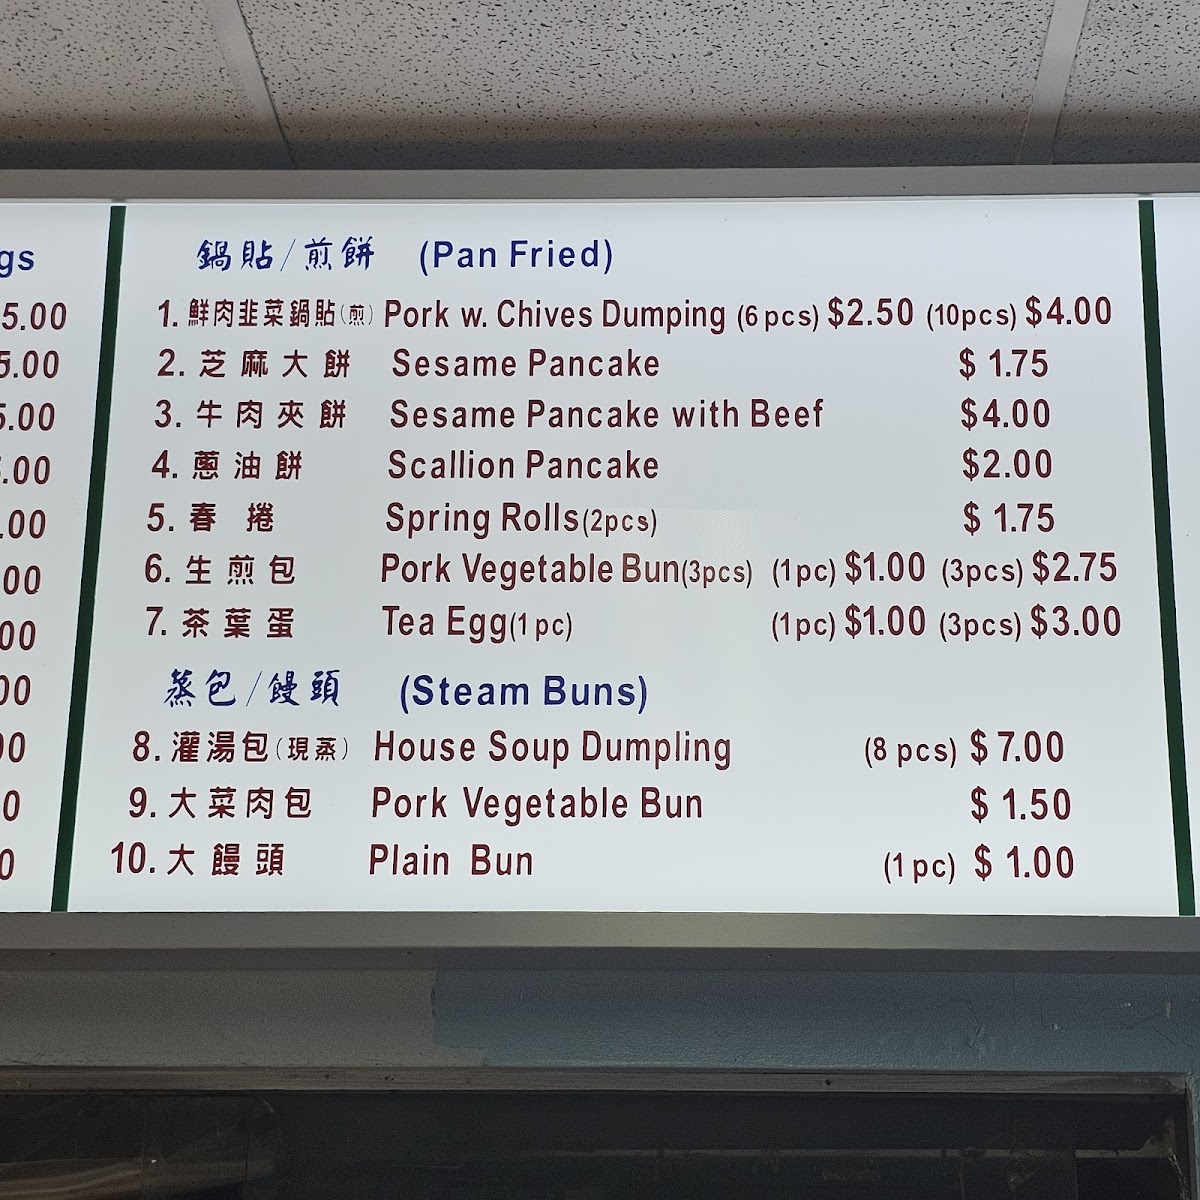 gs
5.00
5.00
5.00
.00
.00
00
00
00
00
0
0
鍋貼/煎餅 (Pan Fried)
1. 鮮肉韭菜鍋貼(煎) Pork w. Chives Dumping (6 pcs) $2.50 (10pcs) $4.00
2. 芝麻大餅 Sesame Pancake $ 1.75
3. 牛肉夾餅 Sesame Pancake with Beef $4.00
4. 蔥油餅 Scallion Pancake $2.00
5. 春捲 Spring Rolls(2pcs) $ 1.75
6. 生煎包 Pork Vegetable Bun(3pcs) (1pc) $1.00 (3pcs) $2.75
7. 茶葉蛋 Tea Egg(1 pc) (1pc) $1.00 (3pcs) $3.00
蒸包/饅頭 (Steam Buns)
8. 灌湯包(現蒸) House Soup Dumpling (8 pcs) $ 7.00
9. 大菜肉包 Pork Vegetable Bun $ 1.50
10. 大饅頭 Plain Bun (1 pc) $ 1.00